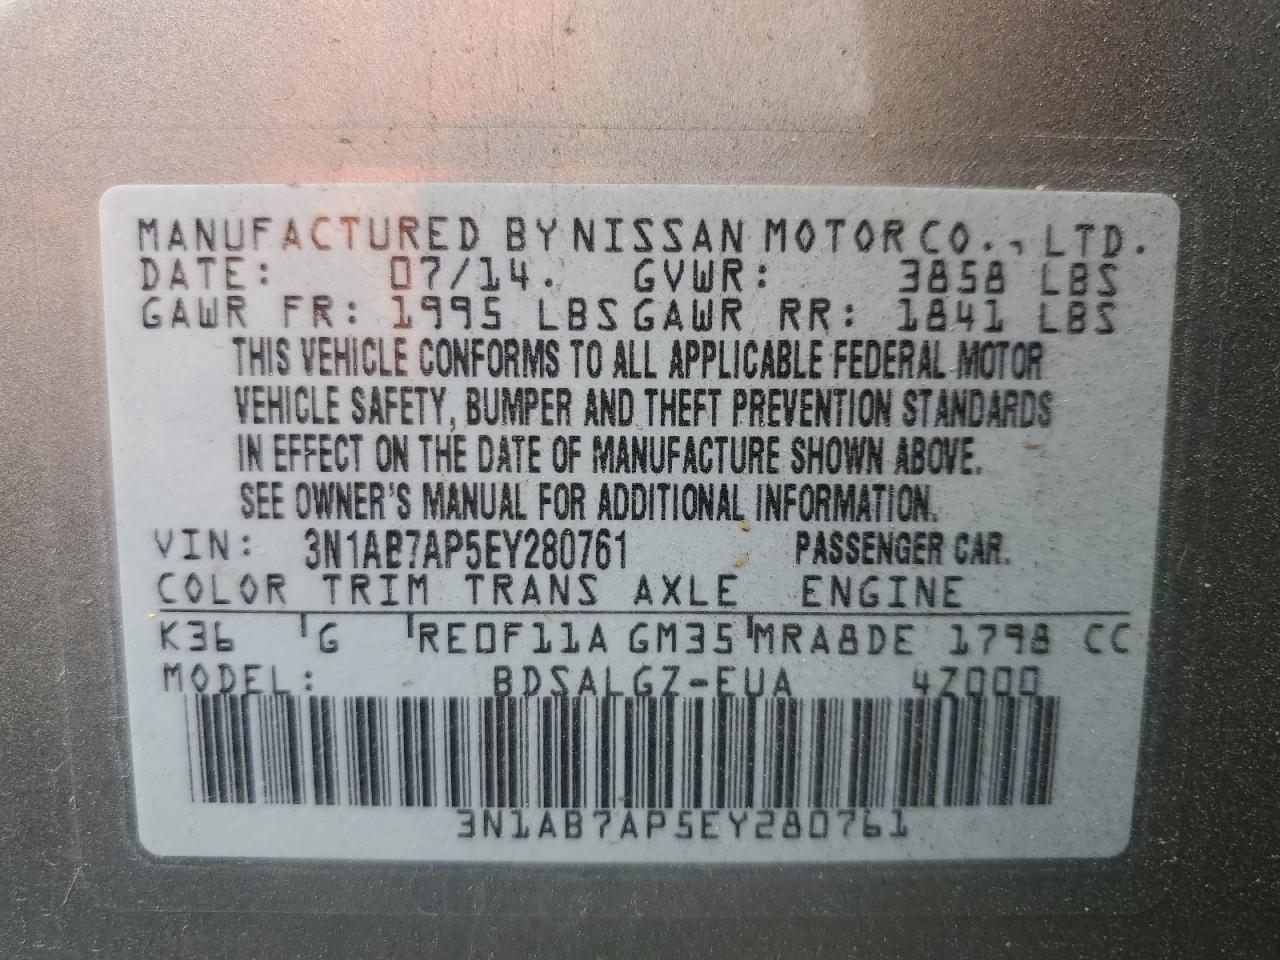 MANUFACTURED BY NISSAN MOTOR CO., LTD.
DATE: 07/14. GVWR: 3858 LBS
GAWR FR: 1995 LBS GAWR RR: 1841 LBS
THIS VEHICLE CONFORMS TO ALL APPLICABLE FEDERAL MOTOR
VEHICLE SAFETY, BUMPER AND THEFT PREVENTION STANDARDS
IN EFFECT ON THE DATE OF MANUFACTURE SHOWN ABOVE.
SEE OWNER'S MANUAL FOR ADDITIONAL INFORMATION.
VIN: 3N1AB7AP5EY280761 PASSENGER CAR.
COLOR TRIM TRANS AXLE ENGINE
K36 G RE0F11A GM35 MRA8DE 1798 CC
MODEL: BDSALGZ-EUA 4Z000
3N1AB7AP5EY280761